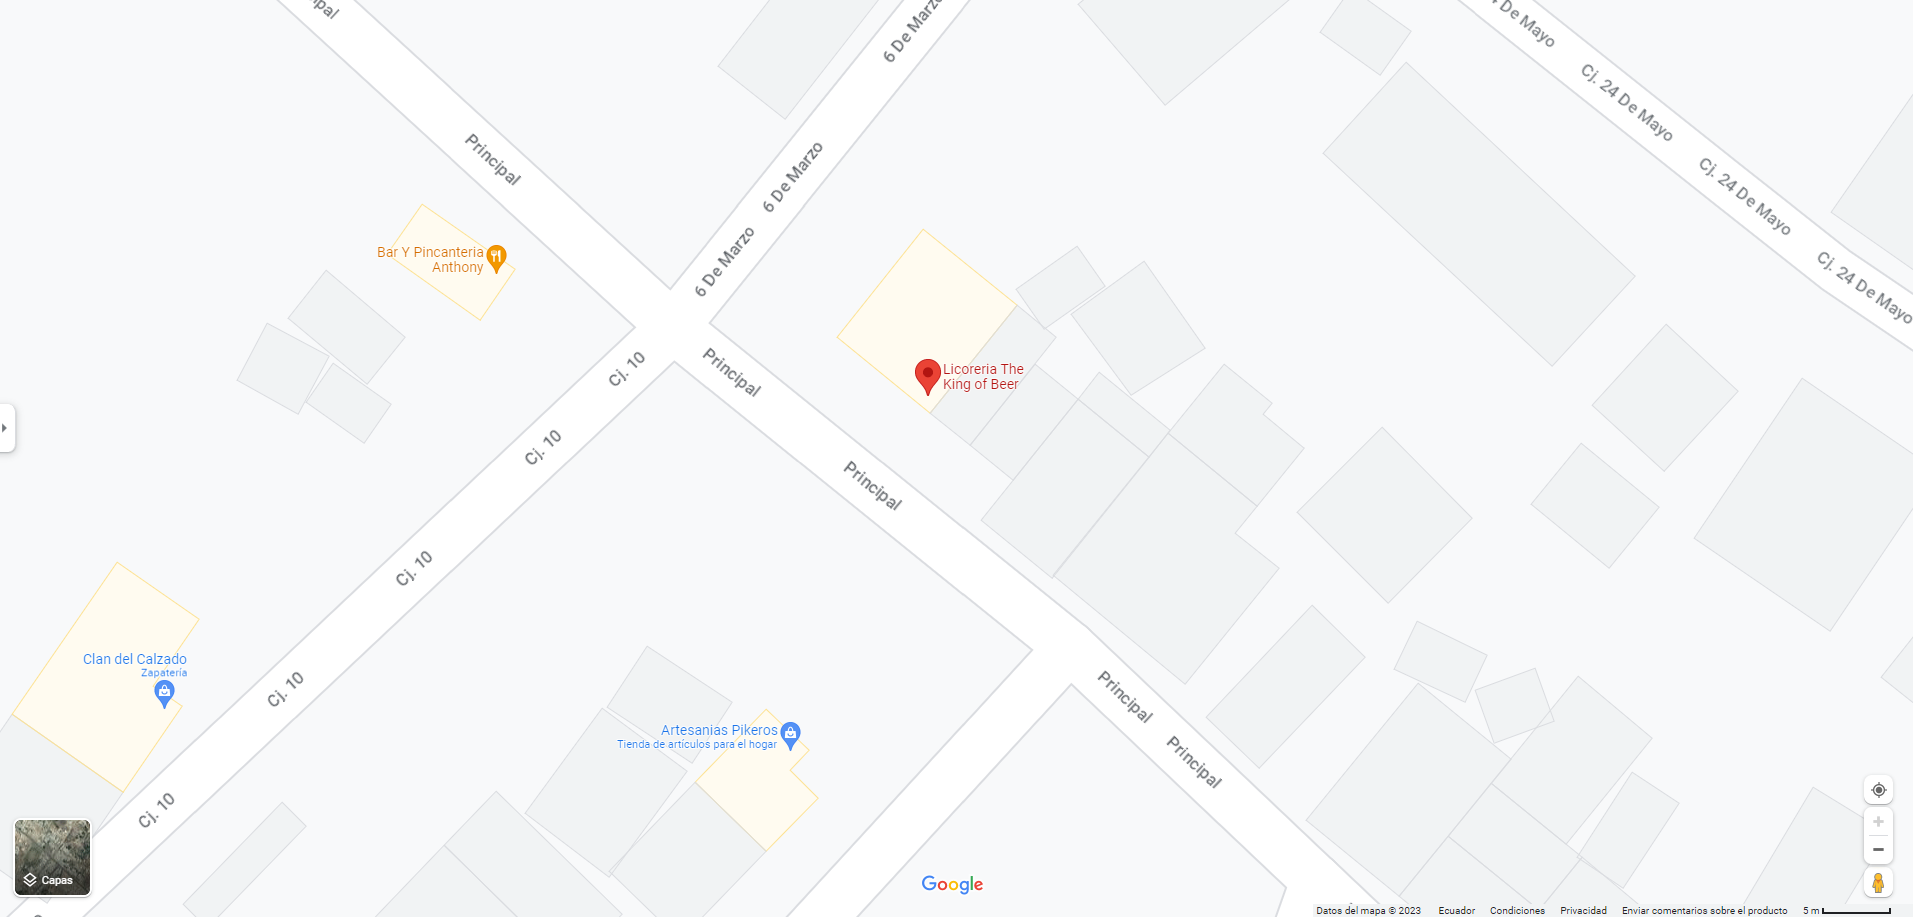 6 De Marzo
De Mayo
Cj. 24 De Mayo
Principal
6 De Marzo
Cj. 24 De Mayo
6 De Marzo
Bar Y Pincanteria
Anthony
Cj. 24 De Mayo
Principal
Cj. 10
Licoreria The
King of Beer
Cj. 10
Principal
Cj. 10
Clan del Calzado
Zapatería
Cj. 10
Principal
Artesanias Pikeros
Tienda de artículos para el hogar
Principal
Cj. 10
Capas
Google
Datos del mapa © 2023
Ecuador
Condiciones
Privacidad
Enviar comentarios sobre el producto
5 m